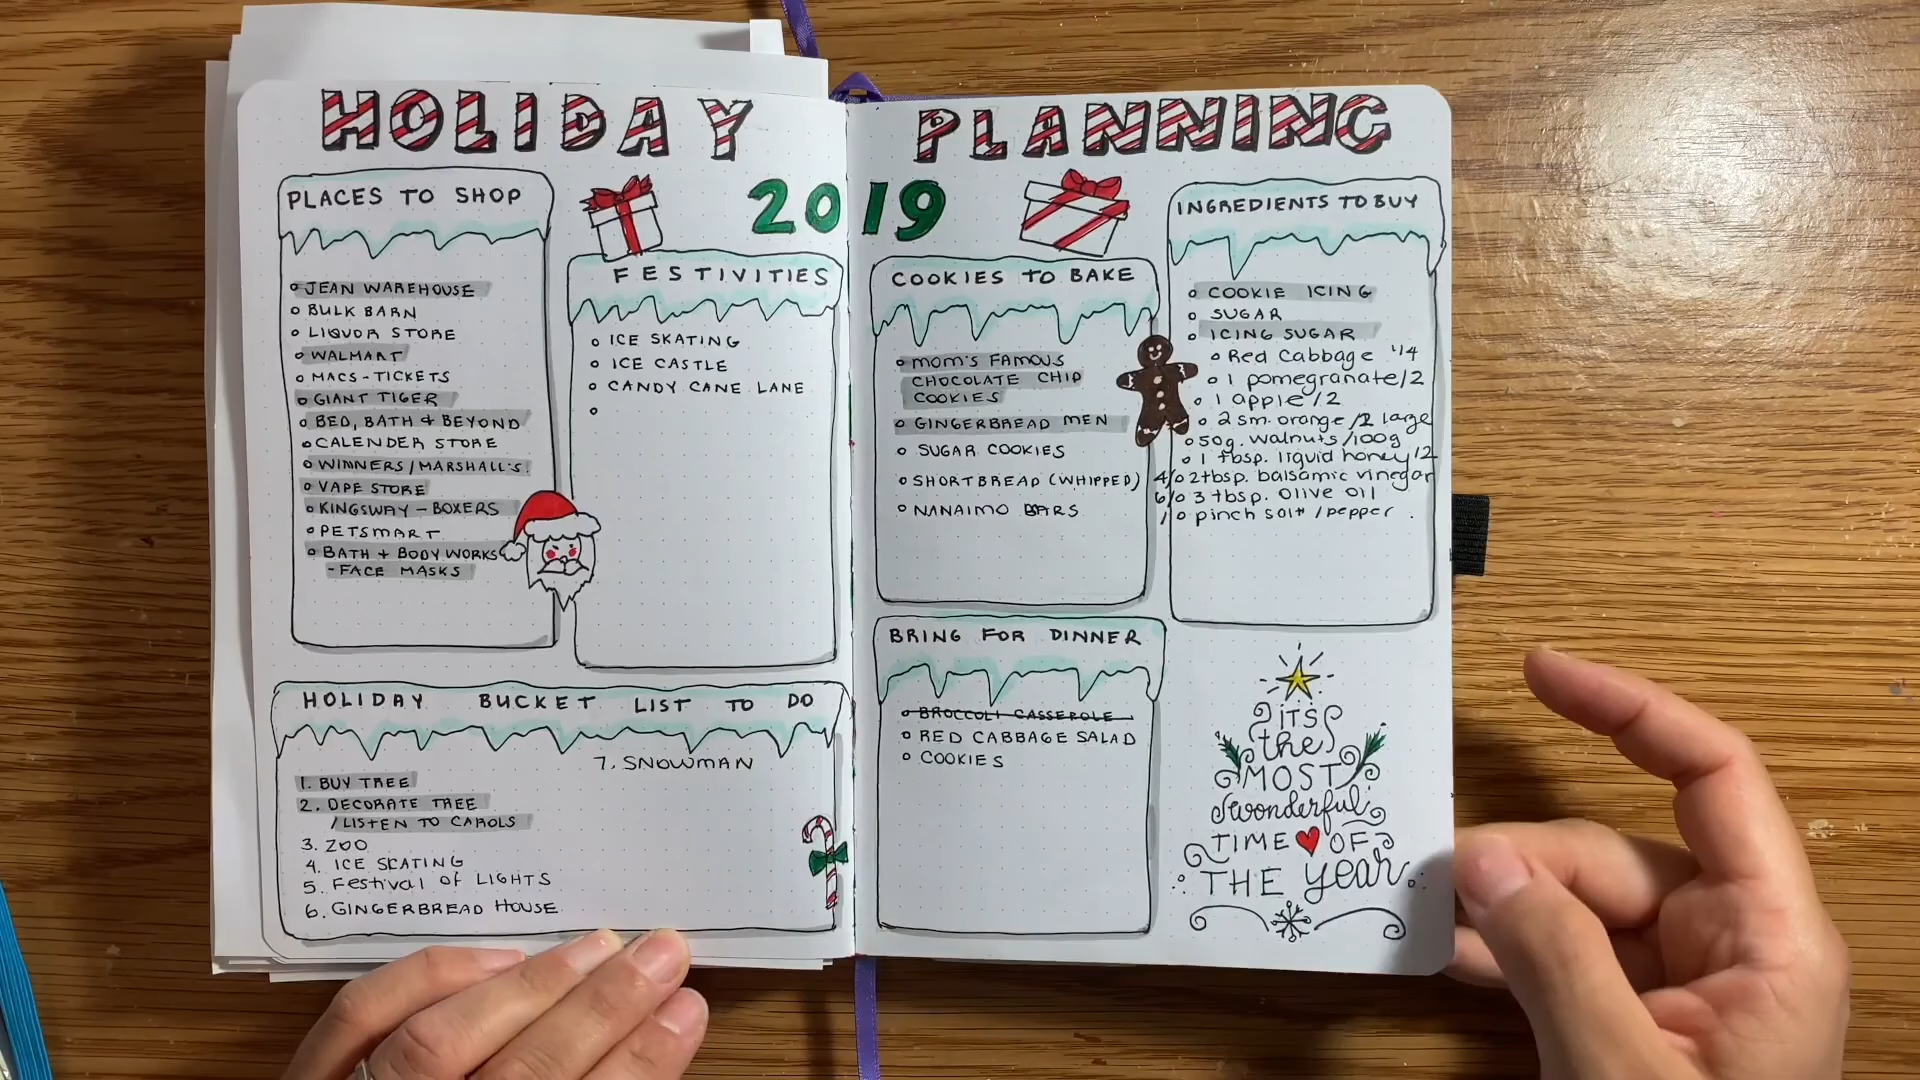 HOLIDAY PLANNING
2019
PLACES TO SHOP
JEAN WAREHOUSE
BULK BARN
LIQUOR STORE
WALMART
MACS-TICKETS
GIANT TIGER
BED, BATH & BEYOND
CALENDER STORE
WINNERS/MARSHALL'S
VAPE STORE
KINGSWAY - BOXERS
PETSMART
BATH + BODYWORKS
-FACE MASKS
FESTIVITIES
ICE SKATING
ICE CASTLE
CANDY CANE LANE
HOLIDAY BUCKET LIST TO DO
1. BUY TREE
2. DECORATE TREE
/LISTEN TO CAROLS
3. ZOO
4. ICE SKATING
5. Festival of LIGHTS
6. GINGERBREAD HOUSE
7. SNOWMAN
COOKIES TO BAKE
MOM'S FAMOUS
CHOCOLATE CHIP
COOKIES
GINGERBREAD MEN
SUGAR COOKIES
SHORTBREAD (WHIPPED)
NANAIMO BARS
INGREDIENTS TO BUY
COOKIE ICING
SUGAR
ICING SUGAR
Red Cabbage
1 pomegranate/2
1 apple/2
2 sm. orange/2 large
50g. walnuts/100g
1 tbsp. liquid honey/2
4/ 2 tbsp. balsamic vinegar
6/ 3 tbsp. Olive oil
1 pinch salt/pepper
BRING FOR DINNER
BROCCOLI CASSEROLE
RED CABBAGE SALAD
COOKIES
ITS
the
MOST
wonderful
TIME OF
THE year